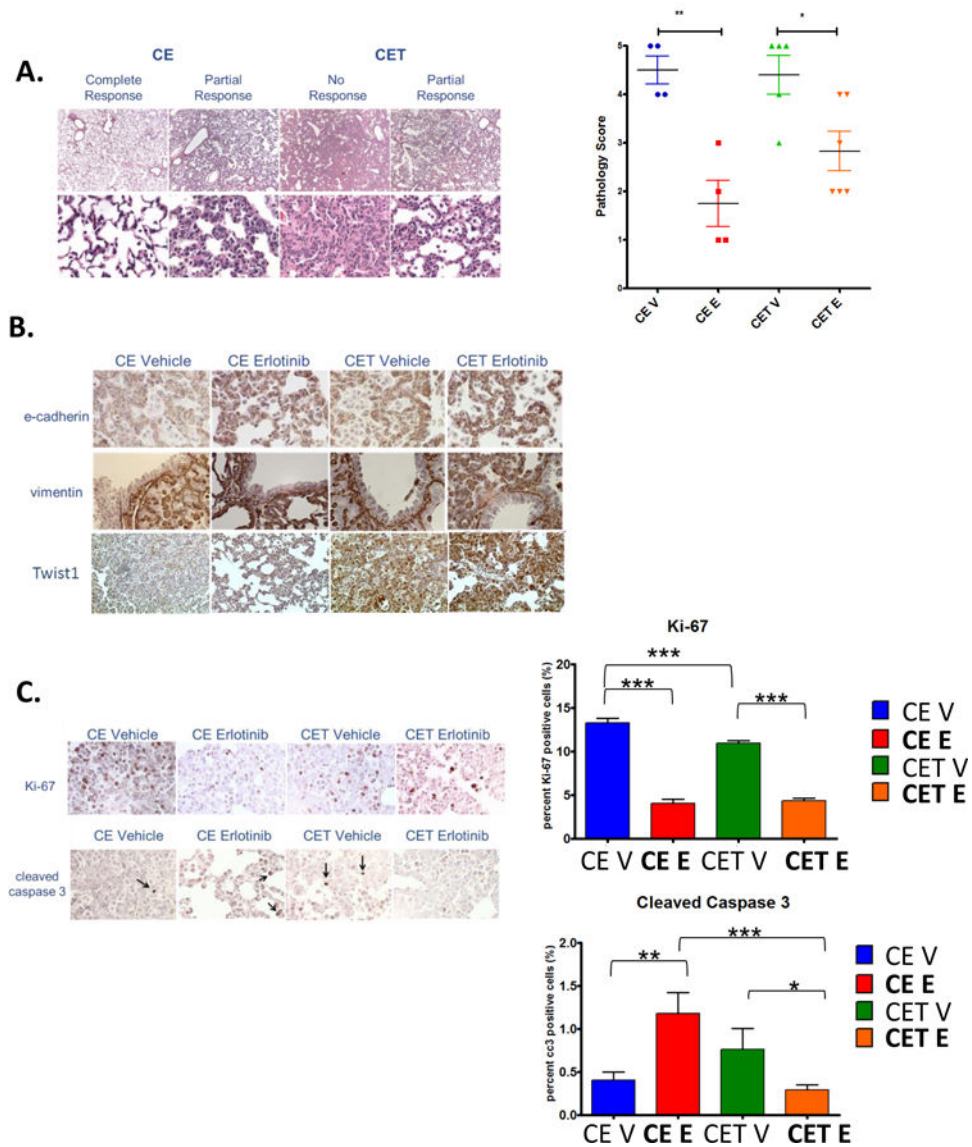 A.
CE CET
Complete Response Partial Response No Response Partial Response
** *
Pathology Score
5
4
3
2
1
0
CE V CE E CET V CET E
B.
CE Vehicle CE Erlotinib CET Vehicle CET Erlotinib
e-cadherin
vimentin
Twist1
C.
CE Vehicle CE Erlotinib CET Vehicle CET Erlotinib
Ki-67
CE Vehicle CE Erlotinib CET Vehicle CET Erlotinib
cleaved
caspase 3
Ki-67
percent Ki-67 positive cells (%)
20
15
10
5
0
***
*** ***
CE V CE E CET V CET E
CE V
CE E
CET V
CET E
Cleaved Caspase 3
percent cc3 positive cells (%)
2.0
1.5
1.0
0.5
0.0
***
** *
CE V CE E CET V CET E
CE V
CE E
CET V
CET E